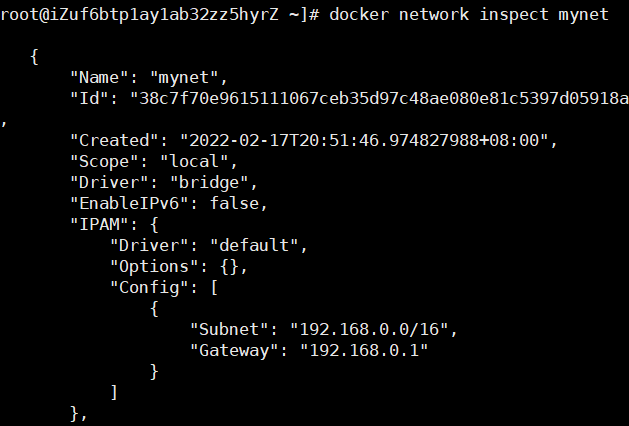 root@iZuf6btp1ay1ab32zz5hyrZ ~]# docker network inspect mynet
{
"Name": "mynet",
"Id": "38c7f70e9615111067ceb35d97c48ae080e81c5397d05918a
,
"Created": "2022-02-17T20:51:46.974827988+08:00",
"Scope": "local",
"Driver": "bridge",
"EnableIPv6": false,
"IPAM": {
"Driver": "default",
"Options": {},
"Config": [
{
"Subnet": "192.168.0.0/16",
"Gateway": "192.168.0.1"
}
]
},